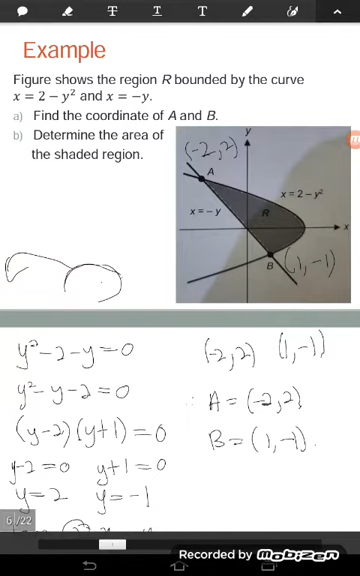 Example
Figure shows the region R bounded by the curve
x = 2 − y² and x = −y.
a) Find the coordinate of A and B.
b) Determine the area of
the shaded region.
y
(-2,2)
A
x = 2 − y²
x = −y
R
x
B
(1,-1)
y²-2-y=0
(-2,2) (1,-1)
y²-y-2=0
∴ A = (-2,2)
(y-2)(y+1)=0
B = (1,-1).
y-2=0 y+1=0
y=2 y=-1
6 /22
Recorded by Mobizen